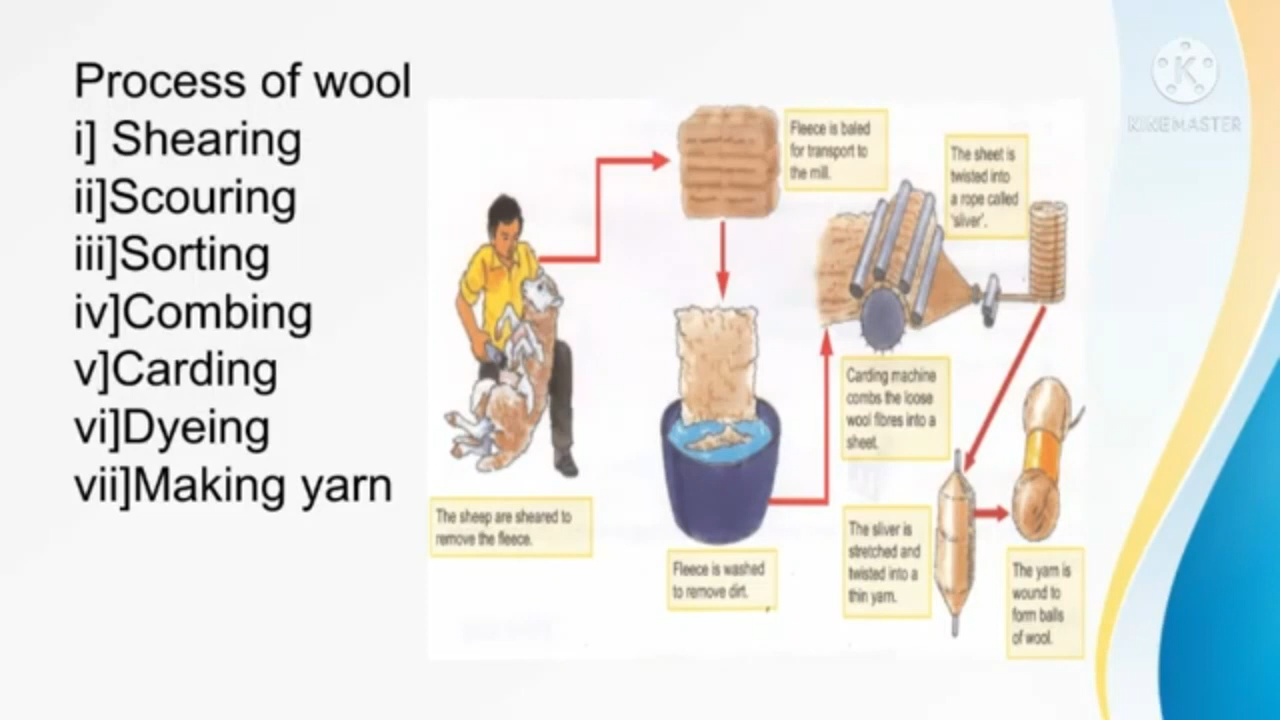 Process of wool
i] Shearing
ii]Scouring
iii]Sorting
iv]Combing
v]Carding
vi]Dyeing
vii]Making yarn
Fleece is baled
for transport to
the mill.
The sheet is
twisted into
a rope called
'sliver'.
The sheep are sheared to
remove the fleece.
Fleece is washed
to remove dirt.
Carding machine
combs the loose
wool fibres into a
sheet.
The sliver is
stretched and
twisted into a
thin yarn.
The yarn is
wound to
form balls
of wool.
K
KINEMASTER